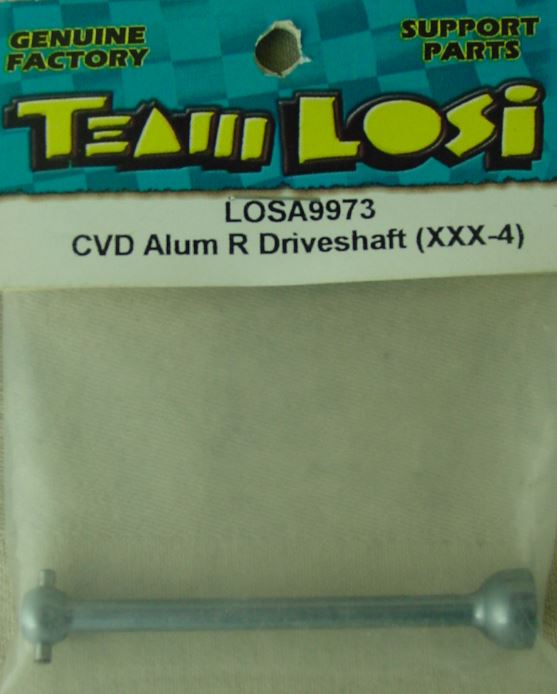 GENUINE FACTORY
SUPPORT PARTS
TEAM LOSi
LOSA9973
CVD Alum R Driveshaft (XXX-4)